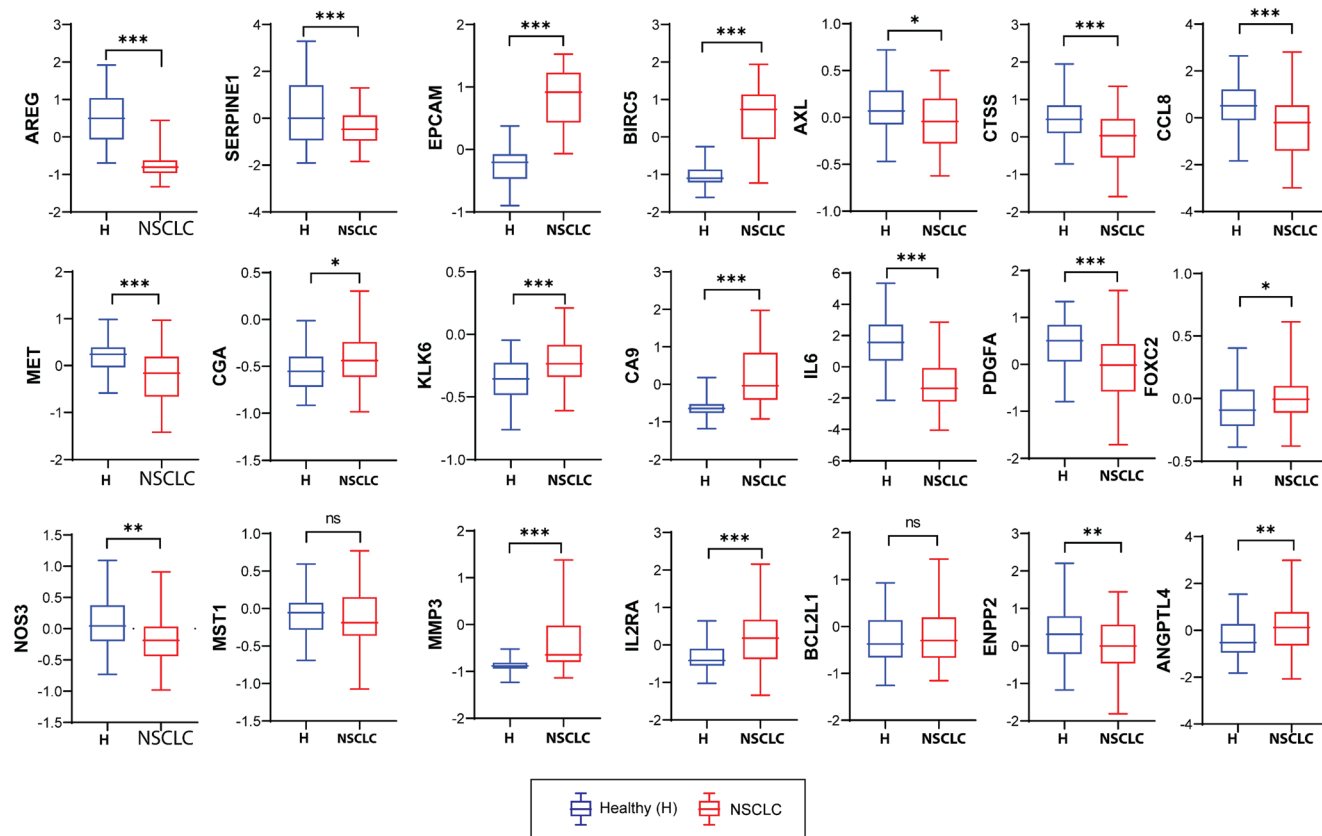 AREG
3
2
1
0
-1
-2
***
H
NSCLC
SERPINE1
4
2
0
-2
-4
***
H
NSCLC
EPCAM
2
1
0
-1
***
H
NSCLC
BIRC5
3
2
1
0
-1
-2
***
H
NSCLC
AXL
1.0
0.5
0.0
-0.5
-1.0
*
H
NSCLC
CTSS
3
2
1
0
-1
-2
***
H
NSCLC
CCL8
4
2
0
-2
-4
***
H
NSCLC
MET
2
1
0
-1
-2
***
H
NSCLC
CGA
0.5
0.0
-0.5
-1.0
-1.5
*
H
NSCLC
KLK6
0.5
0.0
-0.5
-1.0
***
H
NSCLC
CA9
3
2
1
0
-1
-2
***
H
NSCLC
IL6
6
4
2
0
-2
-4
-6
***
H
NSCLC
PDGFA
2
1
0
-1
-2
***
H
NSCLC
FOXC2
1.0
0.5
0.0
-0.5
*
H
NSCLC
NOS3
1.5
1.0
0.5
0.0
-0.5
-1.0
-1.5
**
H
NSCLC
MST1
1.0
0.5
0.0
-0.5
-1.0
-1.5
ns
H
NSCLC
MMP3
2
1
0
-1
-2
***
H
NSCLC
IL2RA
3
2
1
0
-1
-2
***
H
NSCLC
BCL2L1
2
1
0
-1
-2
ns
H
NSCLC
ENPP2
3
2
1
0
-1
-2
**
H
NSCLC
ANGPTL4
4
2
0
-2
-4
**
H
NSCLC
Healthy (H)
NSCLC